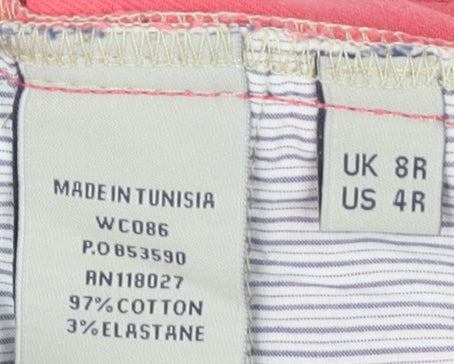 MADE IN TUNISIA
WC086
P.O 853590
RN118027
97% COTTON
3% ELASTANE
UK 8R
US 4R